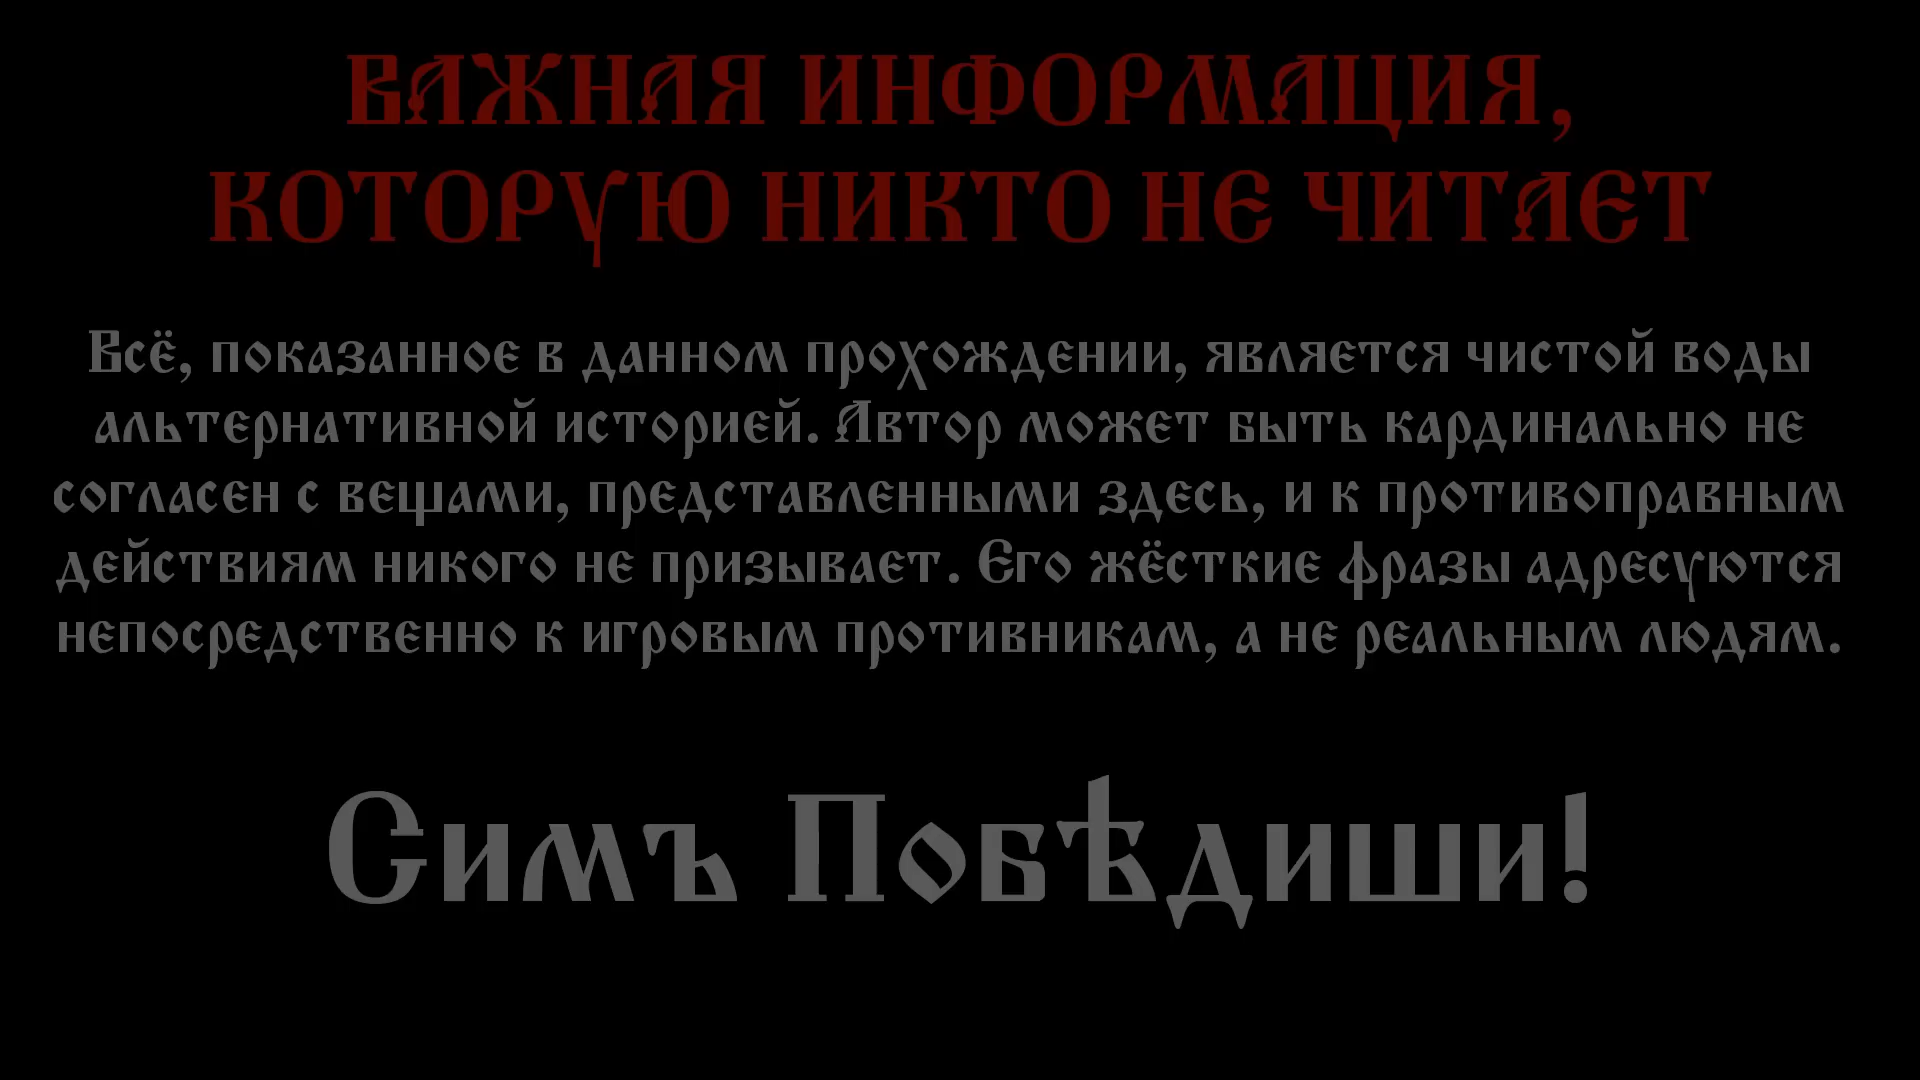 ВАЖНАЯ ИНФОРМАЦИЯ,
КОТОРУЮ НИКТО НЕ ЧИТАЕТ
Всё, показанное в данном прохождении, является чистой воды
альтернативной историей. Автор может быть кардинально не
согласен с вещами, представленными здесь, и к противоправным
действиям никого не призывает. Его жёсткие фразы адресуются
непосредственно к игровым противникам, а не реальным людям.
Симъ Побѣдиши!